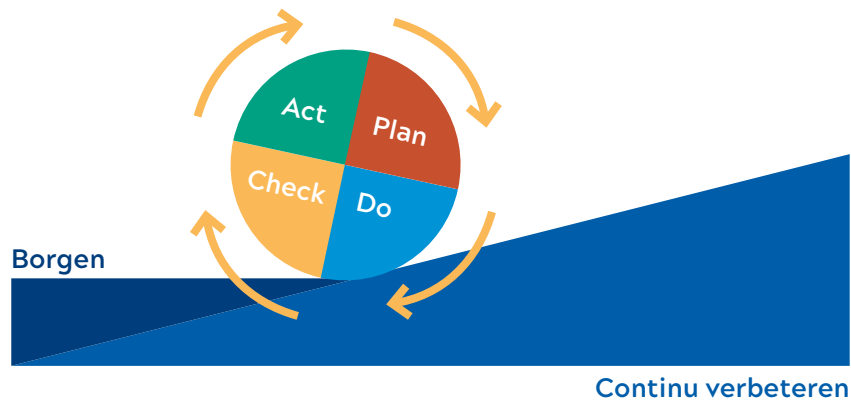 Act
Plan
Check
Do
Borgen
Continu verbeteren